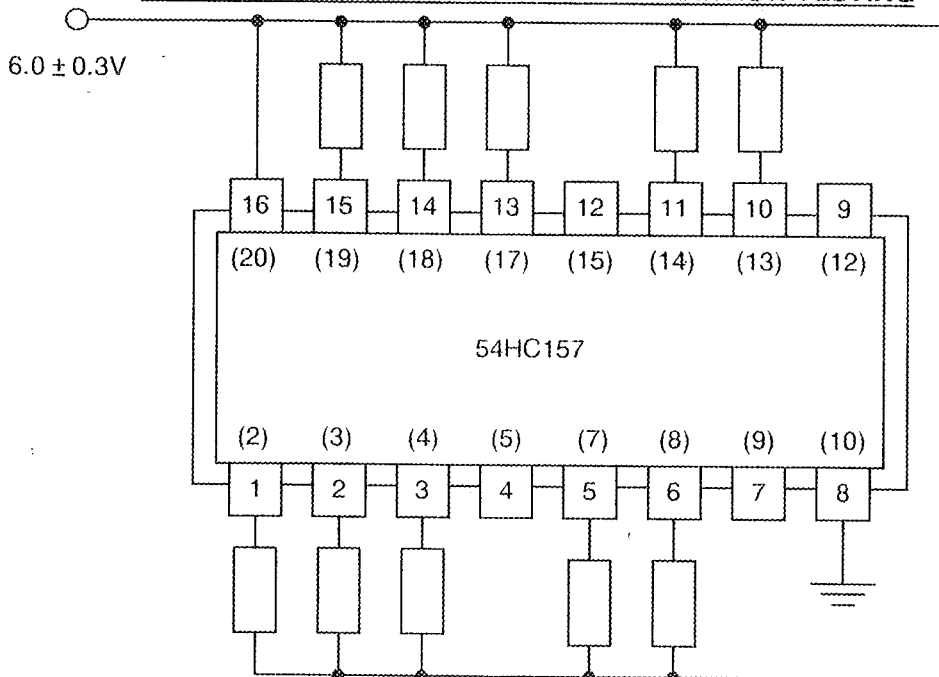 6.0 ± 0.3V
16 15 14 13 12 11 10 9
(20) (19) (18) (17) (15) (14) (13) (12)
54HC157
(2) (3) (4) (5) (7) (8) (9) (10)
1 2 3 4 5 6 7 8